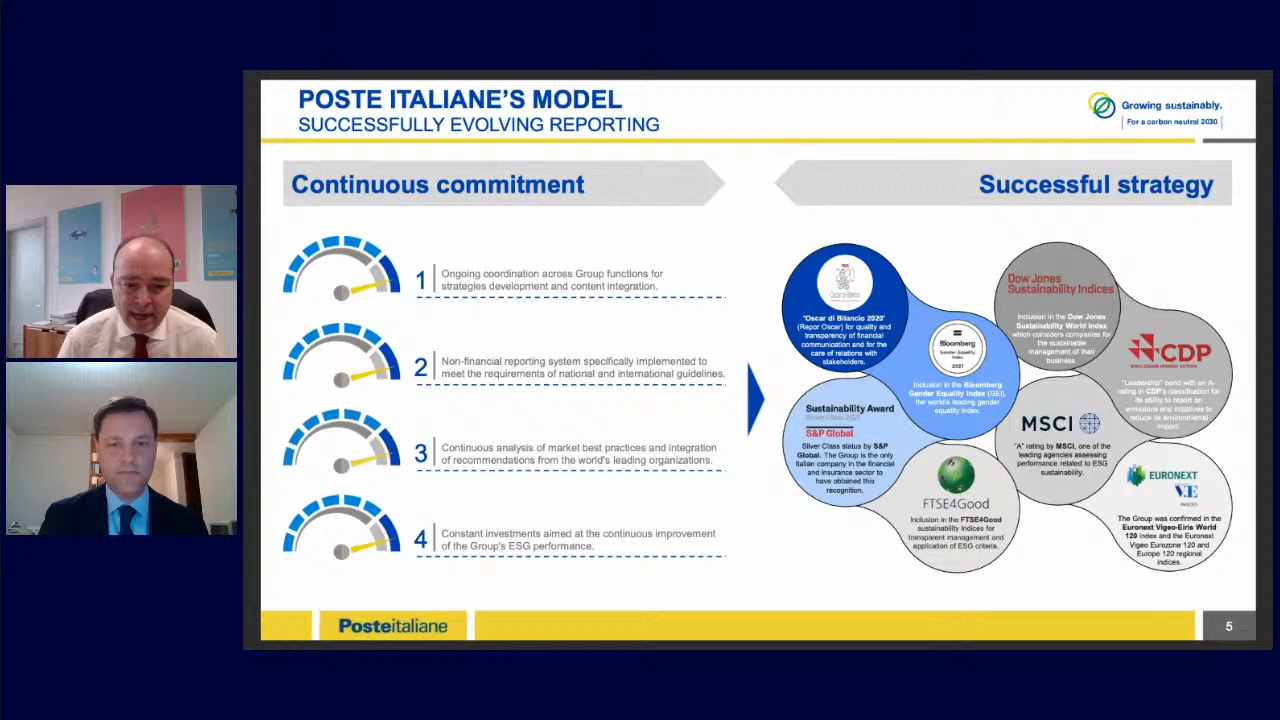 POSTE ITALIANE'S MODEL
SUCCESSFULLY EVOLVING REPORTING
Growing sustainably.
For a carbon neutral 2030
Continuous commitment
Successful strategy
1
Ongoing coordination across Group functions for
strategies development and content integration.
2
Non-financial reporting system specifically implemented to
meet the requirements of national and international guidelines.
3
Continuous analysis of market best practices and integration
of recommendations from the world's leading organizations.
4
Constant investments aimed at the continuous improvement
of the Group's ESG performance.
"Oscar di Bilancio 2020"
(Repor Oscar) for quality and
transparency of financial
communication and for the
care of relations with
stakeholders.
Bloomberg
Gender-Equality
Index
2021
Inclusion in the Bloomberg
Gender Equality Index (GEI),
the world's leading gender
equality index.
Dow Jones
Sustainability Indices
Inclusion in the Dow Jones
Sustainability World Index
which considers companies for
the sustainable
management of their
business.
CDP
DISCLOSURE INSIGHT ACTION
"Leadership" band with an A-
rating in CDP's classification for
its ability to report an
emissions and initiatives to
reduce its environmental
impact.
Sustainability Award
Silver Class 2021
S&P Global
Silver Class status by S&P
Global. The Group is the only
Italian company in the financial
and insurance sector to
have obtained this
recognition.
FTSE4Good
Inclusion in the FTSE4Good
sustainability Indices for
transparent management and
application of ESG criteria.
MSCI
"A" rating by MSCI, one of the
leading agencies assessing
performance related to ESG
sustainability.
EURONEXT
V.E
INDICES
The Group was confirmed in the
Euronext Vigeo-Eiris World
120 index and the Euronext
Vigeo Eurozone 120 and
Europe 120 regional
indices.
Posteitaliane
5